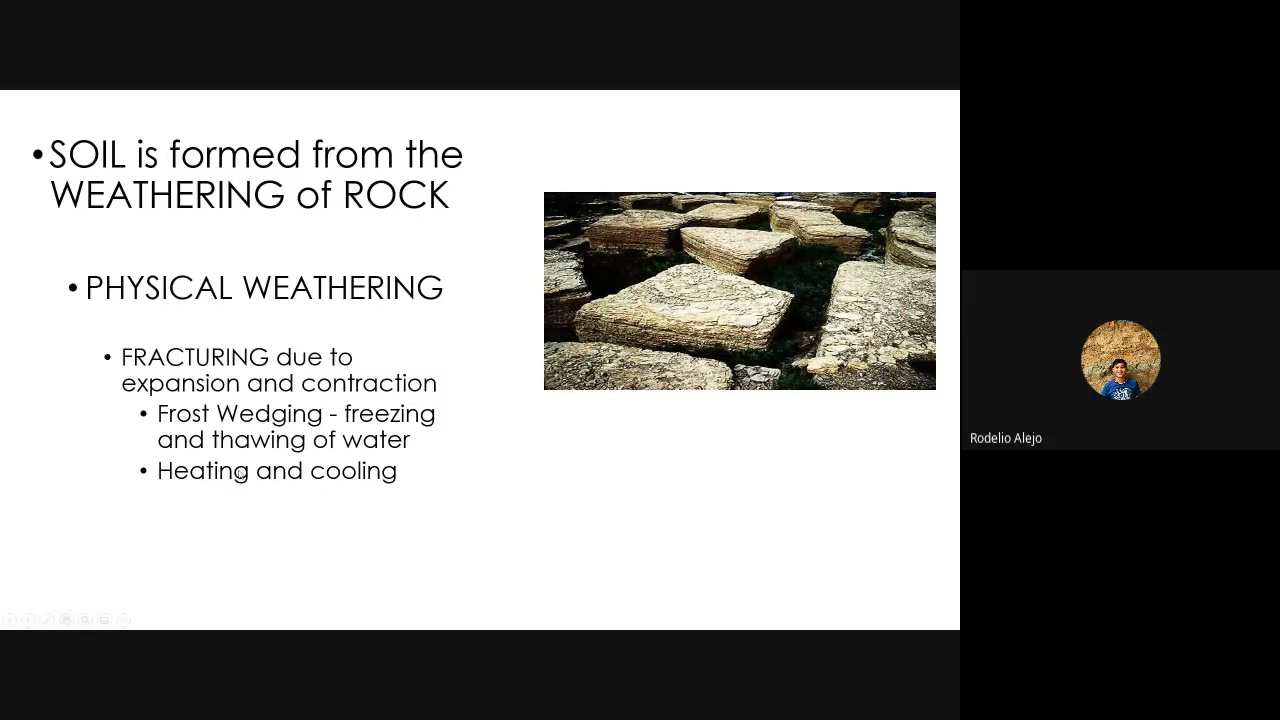 • SOIL is formed from the
WEATHERING of ROCK
• PHYSICAL WEATHERING
• FRACTURING due to
expansion and contraction
• Frost Wedging - freezing
and thawing of water
• Heating and cooling
Rodelio Alejo